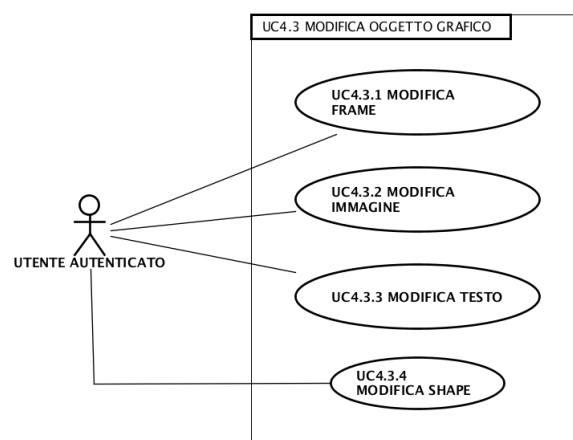 UC4.3 MODIFICA OGGETTO GRAFICO
UC4.3.1 MODIFICA
FRAME
UC4.3.2 MODIFICA
IMMAGINE
UTENTE AUTENTICATO
UC4.3.3 MODIFICA TESTO
UC4.3.4
MODIFICA SHAPE